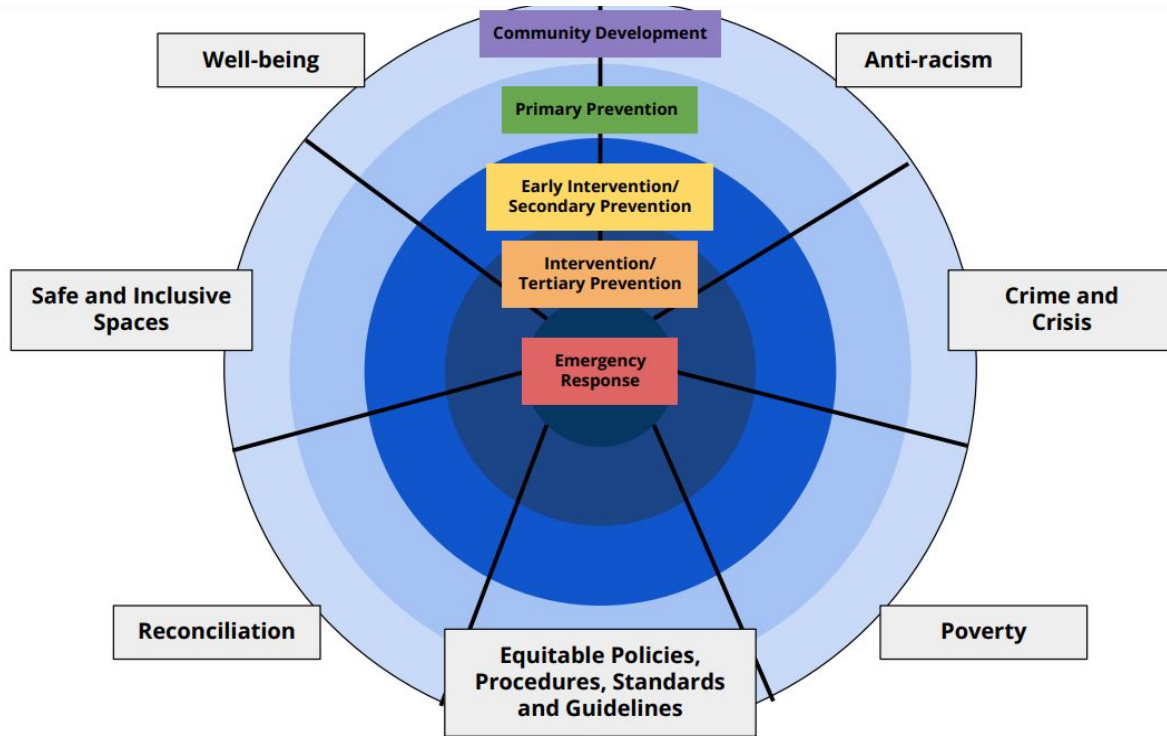 Community Development
Well-being
Anti-racism
Primary Prevention
Early Intervention/
Secondary Prevention
Intervention/
Tertiary Prevention
Safe and Inclusive
Spaces
Crime and
Crisis
Emergency
Response
Reconciliation
Poverty
Equitable Policies,
Procedures, Standards
and Guidelines